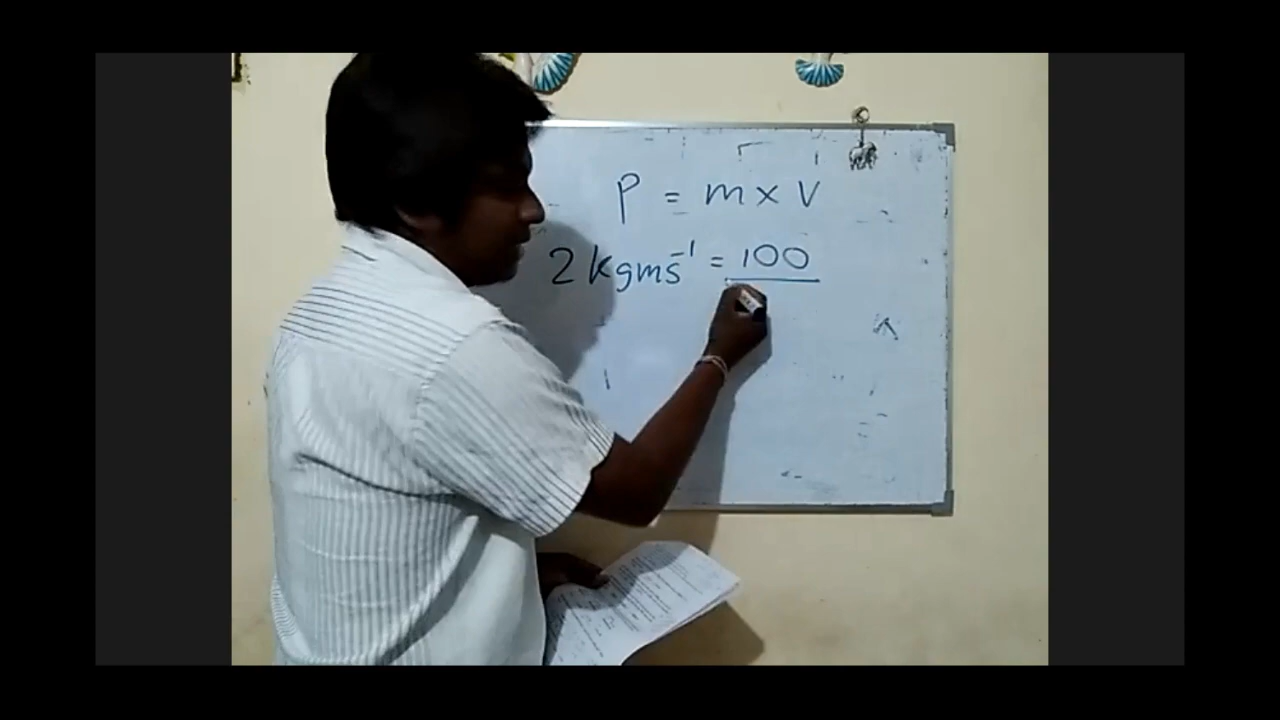 P = m × V
2 kgms⁻¹ = 100